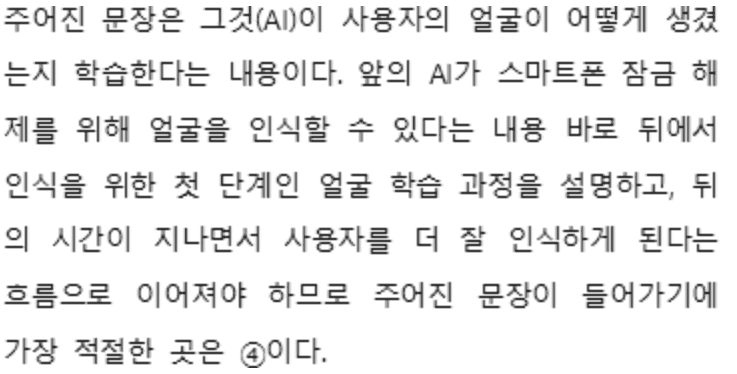 주어진 문장은 그것(AI)이 사용자의 얼굴이 어떻게 생겼
는지 학습한다는 내용이다. 앞의 AI가 스마트폰 잠금 해
제를 위해 얼굴을 인식할 수 있다는 내용 바로 뒤에서
인식을 위한 첫 단계인 얼굴 학습 과정을 설명하고, 뒤
의 시간이 지나면서 사용자를 더 잘 인식하게 된다는
흐름으로 이어져야 하므로 주어진 문장이 들어가기에
가장 적절한 곳은 ④이다.